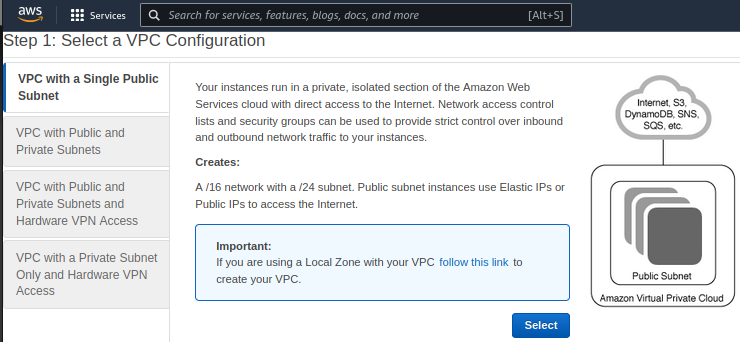 aws
Services
Search for services, features, blogs, docs, and more
[Alt+S]
Step 1: Select a VPC Configuration
VPC with a Single Public
Subnet
VPC with Public and
Private Subnets
VPC with Public and
Private Subnets and
Hardware VPN Access
VPC with a Private Subnet
Only and Hardware VPN
Access
Your instances run in a private, isolated section of the Amazon Web
Services cloud with direct access to the Internet. Network access control
lists and security groups can be used to provide strict control over inbound
and outbound network traffic to your instances.
Creates:
A /16 network with a /24 subnet. Public subnet instances use Elastic IPs or
Public IPs to access the Internet.
Important:
If you are using a Local Zone with your VPC follow this link to
create your VPC.
Select
Internet, S3,
DynamoDB, SNS,
SQS, etc.
Public Subnet
Amazon Virtual Private Cloud